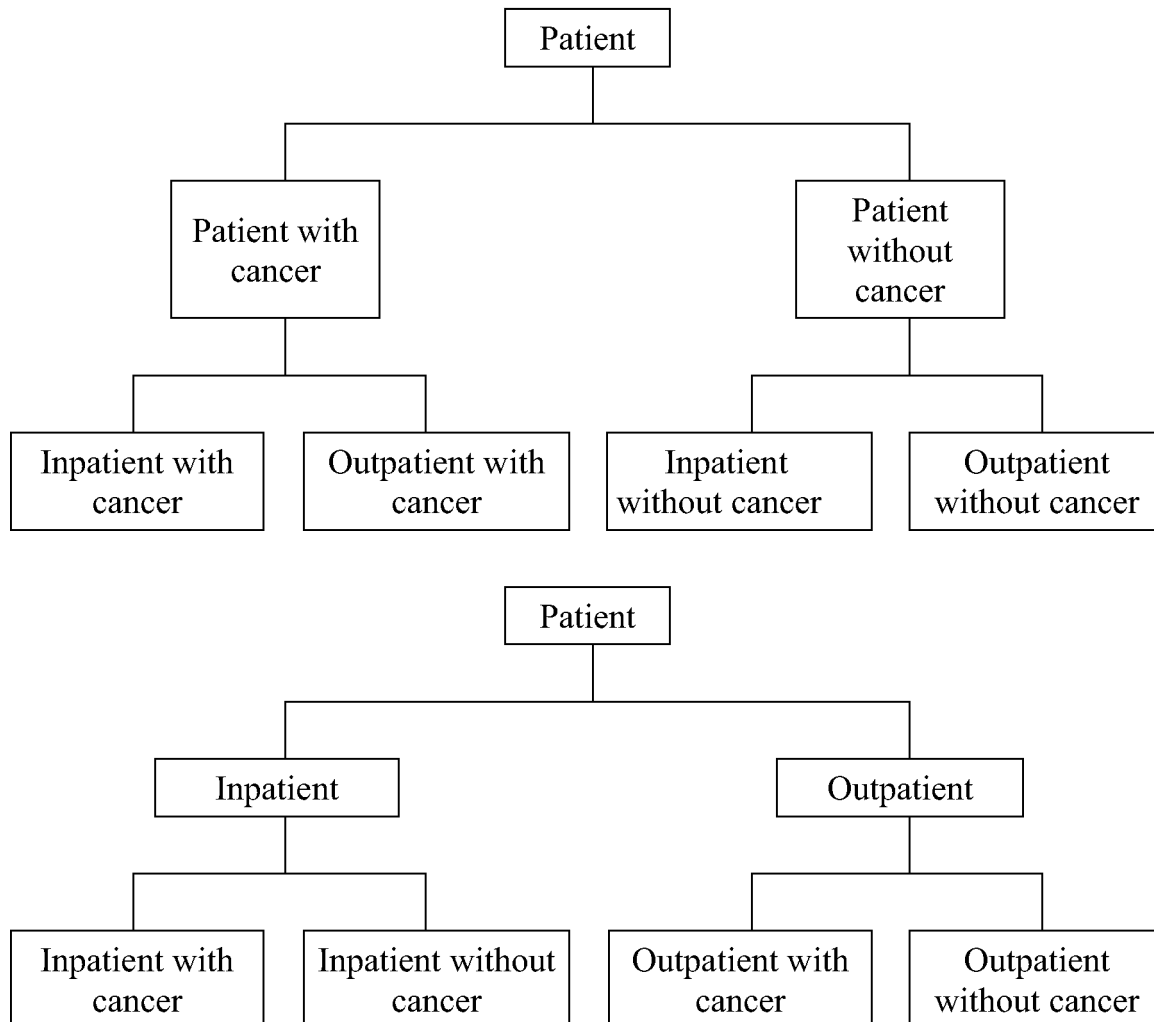 Patient
Patient with
cancer
Patient
without
cancer
Inpatient with
cancer
Outpatient with
cancer
Inpatient
without cancer
Outpatient
without cancer
Patient
Inpatient
Outpatient
Inpatient with
cancer
Inpatient without
cancer
Outpatient with
cancer
Outpatient
without cancer